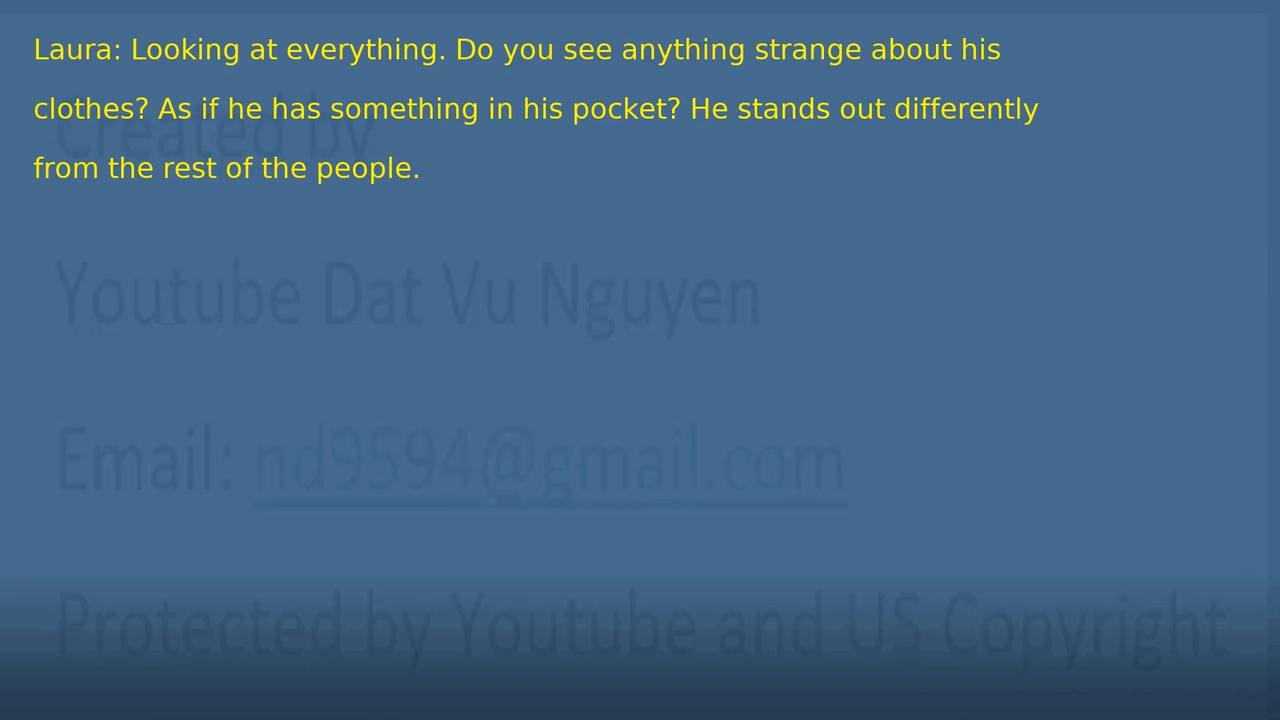 Laura: Looking at everything. Do you see anything strange about his
clothes? As if he has something in his pocket? He stands out differently
from the rest of the people.
Created by
Youtube Dat Vu Nguyen
Email: nd9594@gmail.com
Protected by Youtube and US Copyright